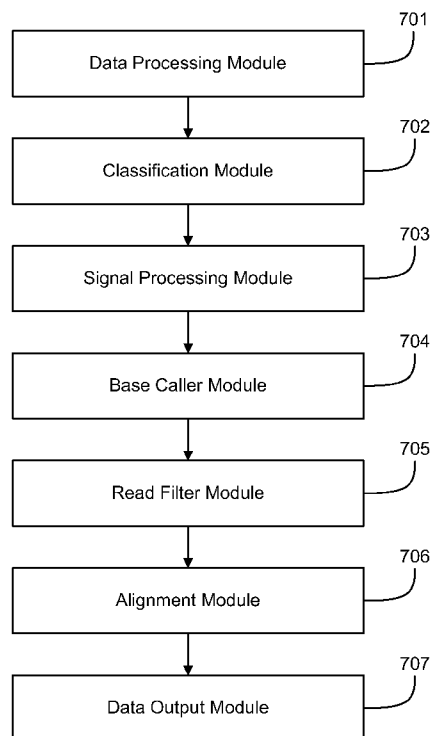 701
Data Processing Module
702
Classification Module
703
Signal Processing Module
704
Base Caller Module
705
Read Filter Module
706
Alignment Module
707
Data Output Module